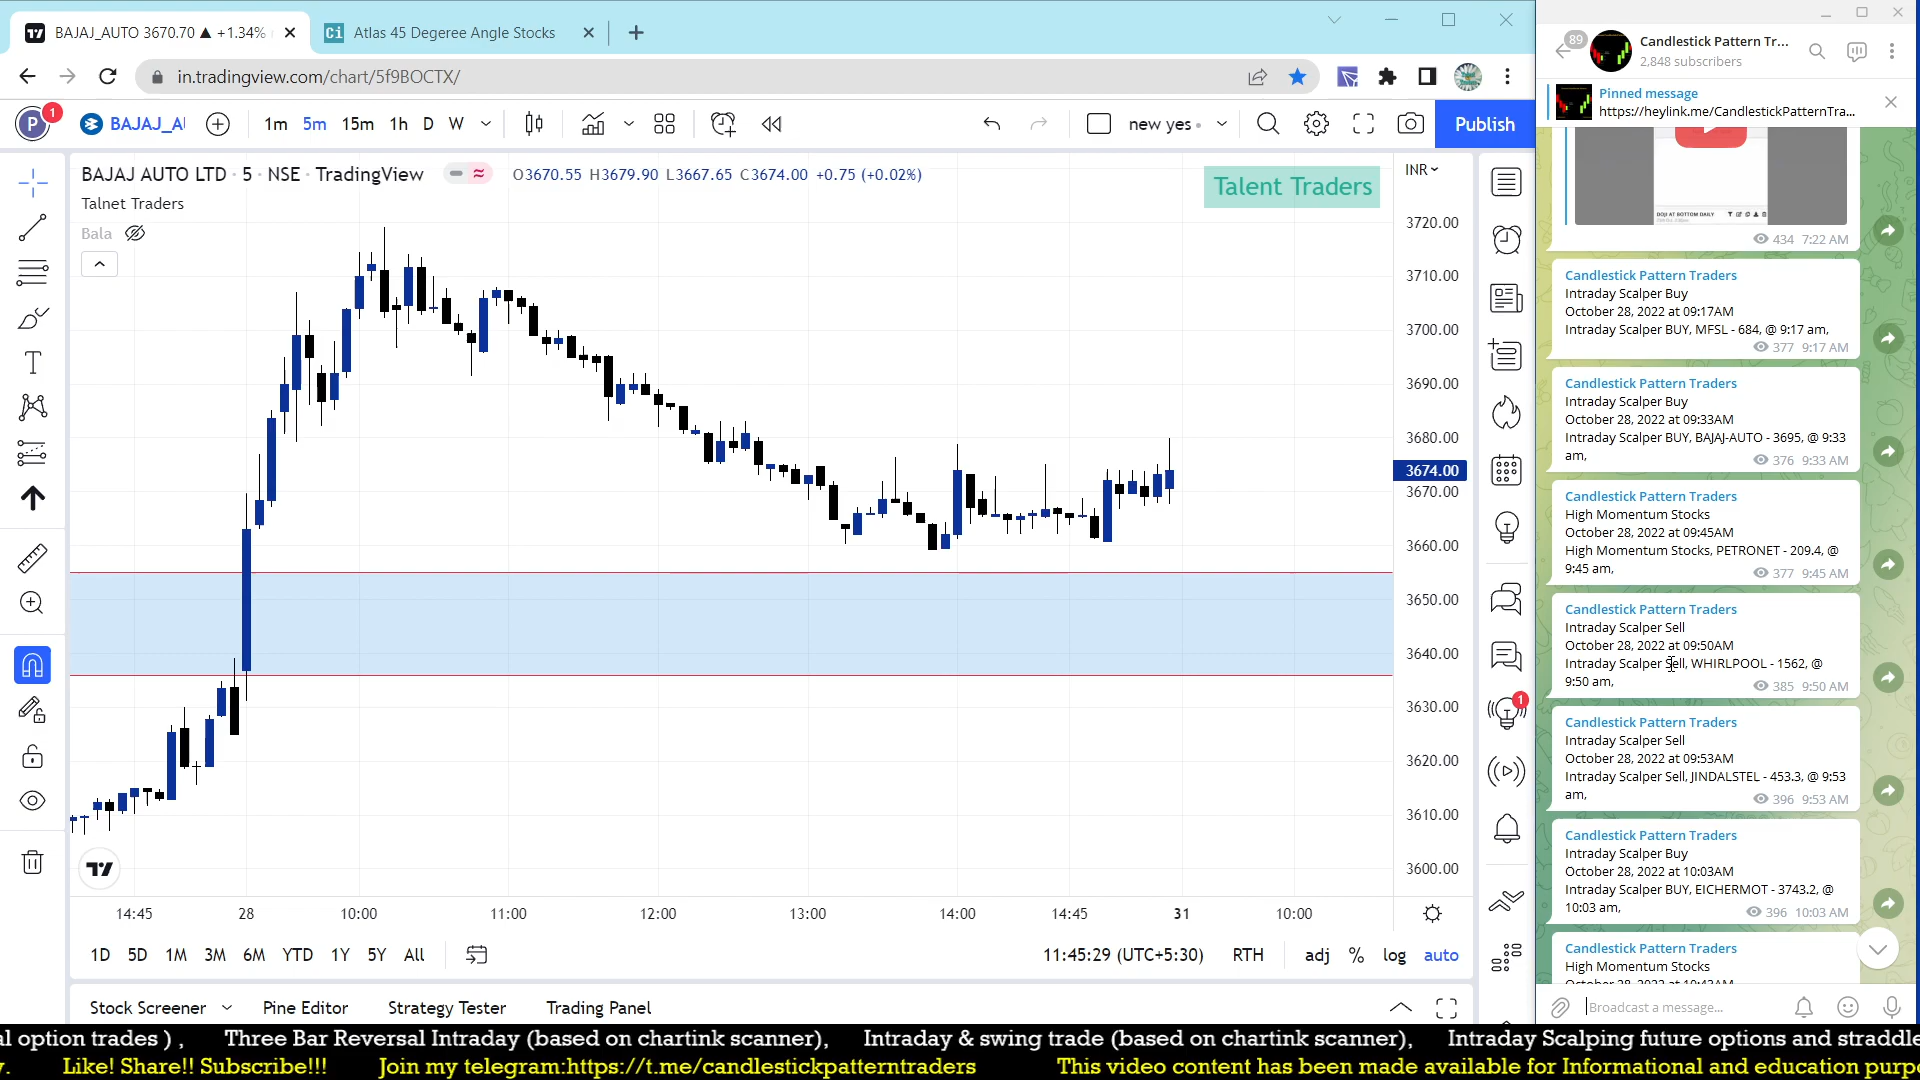 BAJAJ_AUTO 3670.70 ▲ +1.34%
Ci Atlas 45 Degeree Angle Stocks
in.tradingview.com/chart/5f9BOCTX/
P 1
BAJAJ_AU
1m 5m 15m 1h D W
new yes
Publish
BAJAJ AUTO LTD · 5 · NSE · TradingView
O3670.55 H3679.90 L3667.65 C3674.00 +0.75 (+0.02%)
Talnet Traders
Bala
Talent Traders
INR
3720.00
3710.00
3700.00
3690.00
3680.00
3674.00
3670.00
3660.00
3650.00
3640.00
3630.00
3620.00
3610.00
3600.00
14:45 28 10:00 11:00 12:00 13:00 14:00 14:45 31 10:00
1D 5D 1M 3M 6M YTD 1Y 5Y All
11:45:29 (UTC+5:30) RTH adj % log auto
Stock Screener Pine Editor Strategy Tester Trading Panel
1
89
Candlestick Pattern Tr...
2,848 subscribers
Pinned message
https://heylink.me/CandlestickPatternTra...
DOJI AT BOTTOM DAILY
434 7:22 AM
Candlestick Pattern Traders
Intraday Scalper Buy
October 28, 2022 at 09:17AM
Intraday Scalper BUY, MFSL - 684, @ 9:17 am,
377 9:17 AM
Candlestick Pattern Traders
Intraday Scalper Buy
October 28, 2022 at 09:33AM
Intraday Scalper BUY, BAJAJ-AUTO - 3695, @ 9:33
am,
376 9:33 AM
Candlestick Pattern Traders
High Momentum Stocks
October 28, 2022 at 09:45AM
High Momentum Stocks, PETRONET - 209.4, @
9:45 am,
377 9:45 AM
Candlestick Pattern Traders
Intraday Scalper Sell
October 28, 2022 at 09:50AM
Intraday Scalper Sell, WHIRLPOOL - 1562, @
9:50 am,
385 9:50 AM
Candlestick Pattern Traders
Intraday Scalper Sell
October 28, 2022 at 09:53AM
Intraday Scalper Sell, JINDALSTEL - 453.3, @ 9:53
am,
396 9:53 AM
Candlestick Pattern Traders
Intraday Scalper Buy
October 28, 2022 at 10:03AM
Intraday Scalper BUY, EICHERMOT - 3743.2, @
10:03 am,
396 10:03 AM
Candlestick Pattern Traders
High Momentum Stocks
October 28, 2022 at 10:43AM
Broadcast a message...
al option trades ) , Three Bar Reversal Intraday (based on chartink scanner), Intraday & swing trade (based on chartink scanner), Intraday Scalping future options and straddle
y. Like! Share!! Subscribe!!! Join my telegram:https://t.me/candlestickpatterntraders This video content has been made available for Informational and education purpo